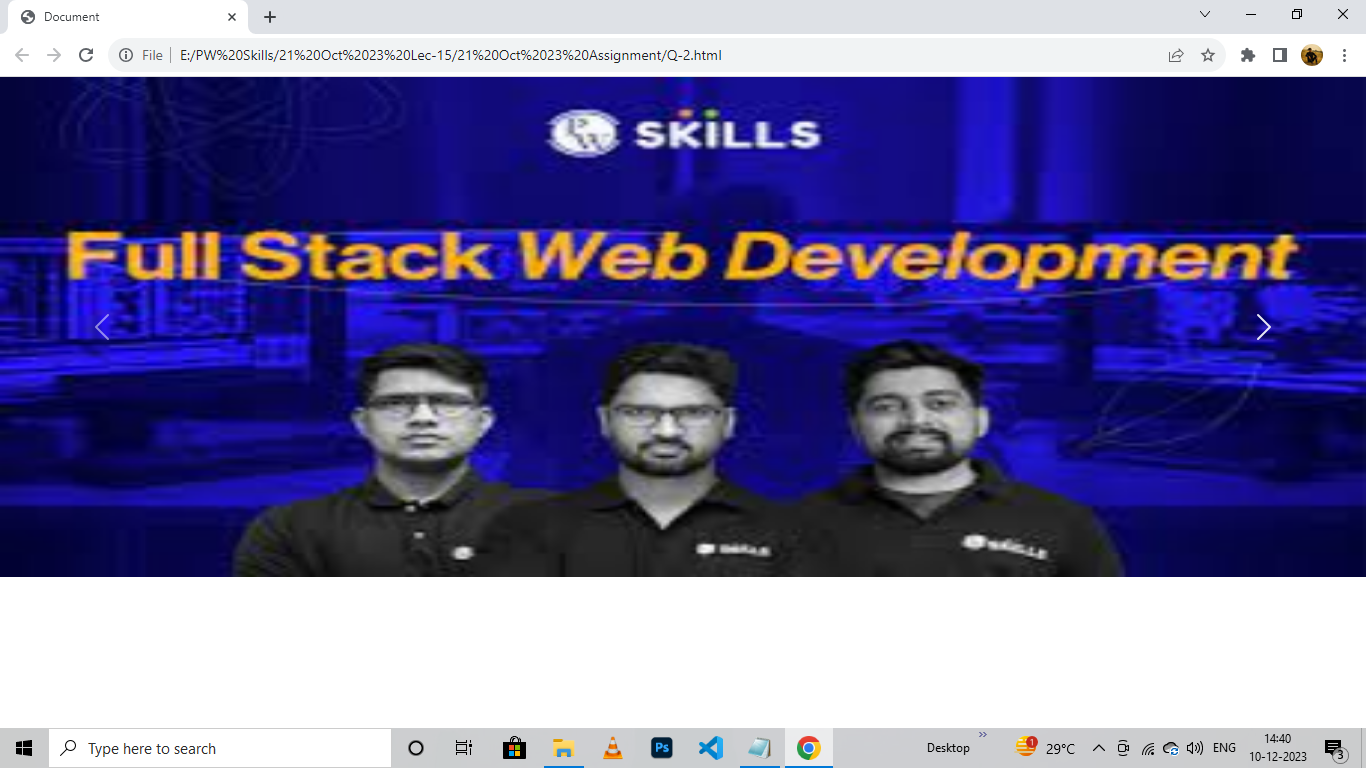 Document
File
E:/PW%20Skills/21%20Oct%2023%20Lec-15/21%20Oct%2023%20Assignment/Q-2.html
PW SKILLS
Full Stack Web Development
SKILLS
SKILLS
Type here to search
Ps
Desktop
»
1
29°C
ENG
14:40
10-12-2023
3